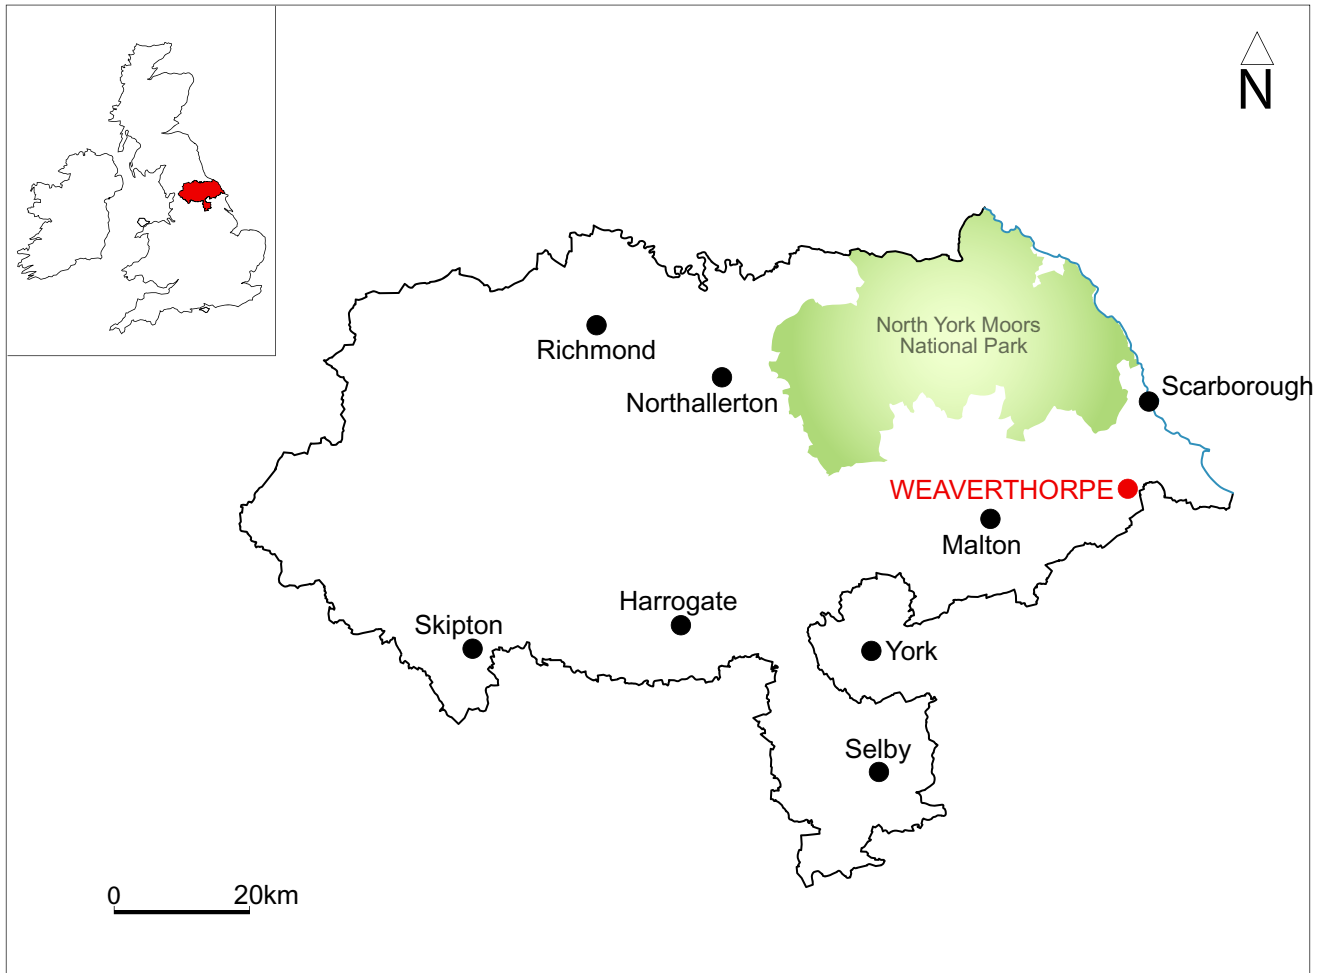 N
North York Moors
National Park
Richmond
Scarborough
Northallerton
WEAVERTHORPE
Malton
Harrogate
Skipton
York
Selby
0 20km